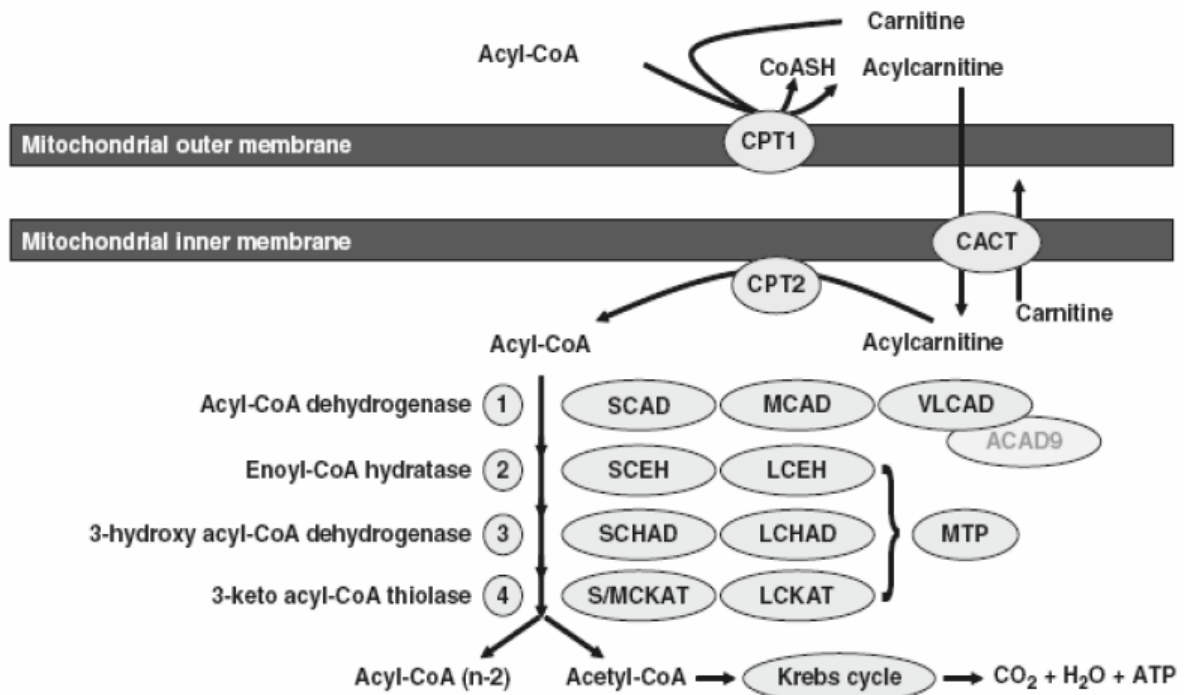 Carnitine
Acyl-CoA
CoASH Acylcarnitine
CPT1
Mitochondrial outer membrane
Mitochondrial inner membrane
CACT
CPT2
Carnitine
Acyl-CoA
Acylcarnitine
Acyl-CoA dehydrogenase 1 SCAD MCAD VLCAD
ACAD9
Enoyl-CoA hydratase 2 SCEH LCEH
3-hydroxy acyl-CoA dehydrogenase 3 SCHAD LCHAD MTP
3-keto acyl-CoA thiolase 4 S/MCKAT LCKAT
Acyl-CoA (n-2) Acetyl-CoA Krebs cycle CO₂ + H₂O + ATP